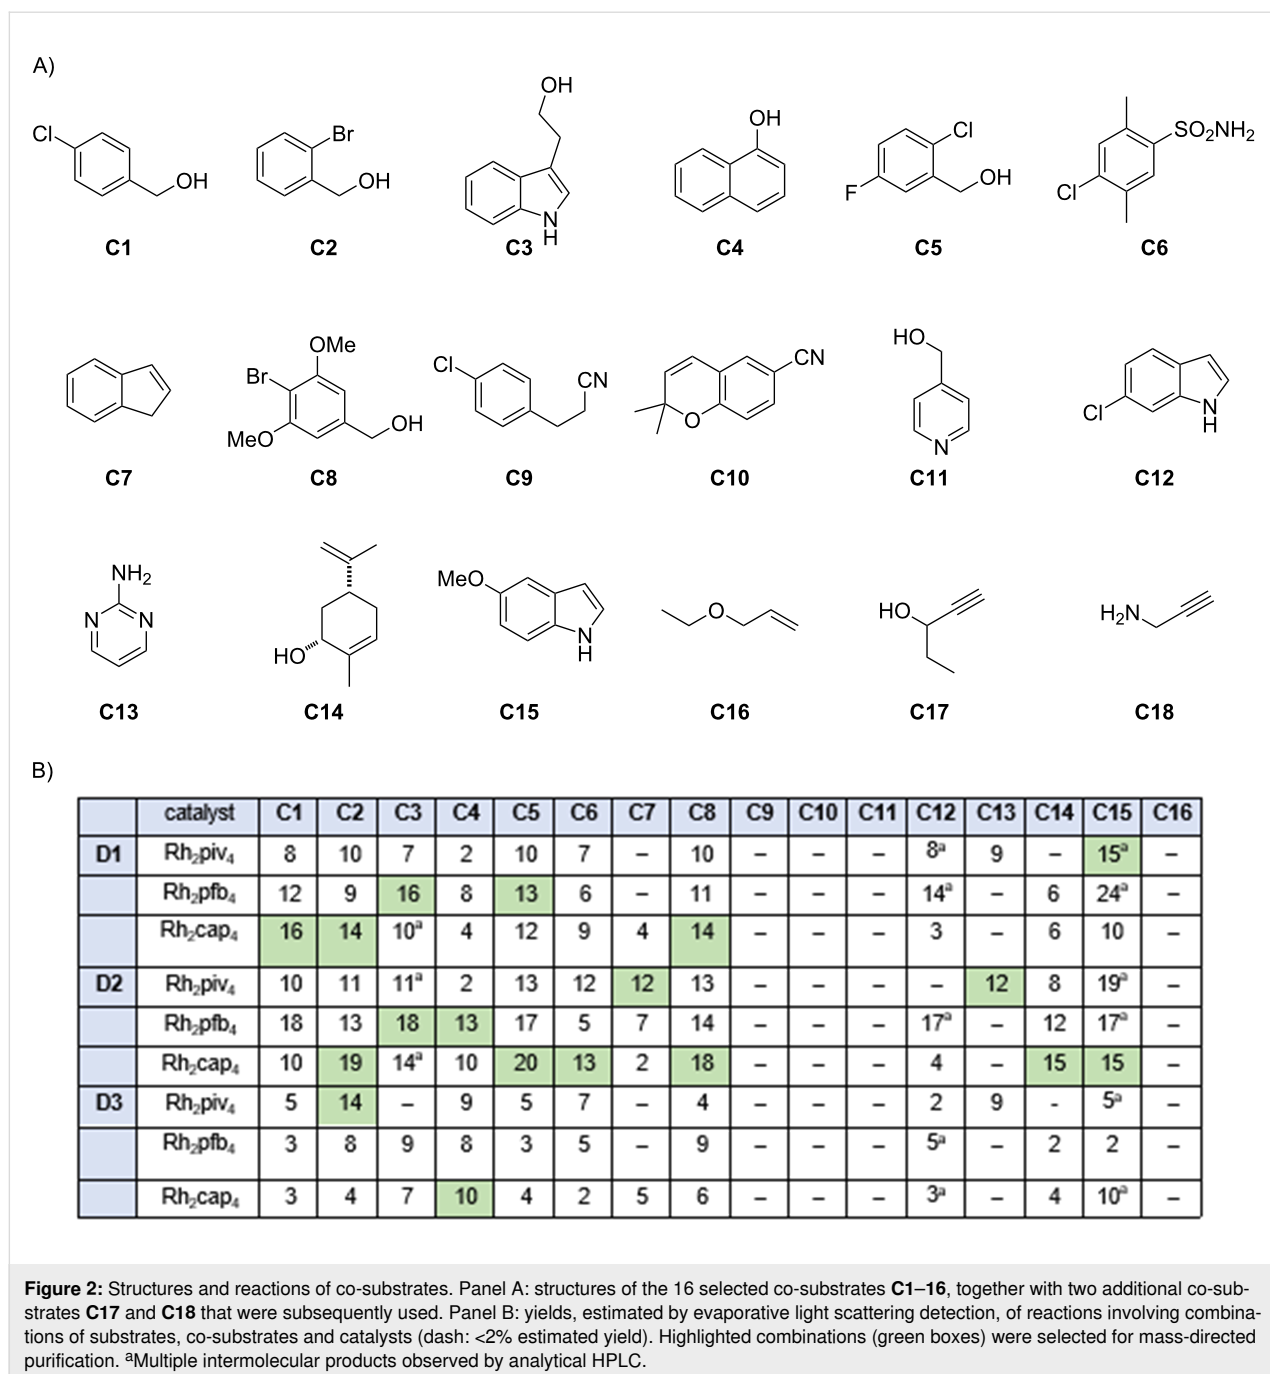 A)
OH
Cl
OH
Br
OH
N
H
OH
F
Cl
OH
SO2NH2
Cl
C1 C2 C3 C4 C5 C6
OMe
Br
MeO
OH
Cl
CN
CN
O
HO
N
Cl
N
H
C7 C8 C9 C10 C11 C12
NH2
N N
HO
MeO
N
H
O
HO
H2N
C13 C14 C15 C16 C17 C18
B)
catalyst C1 C2 C3 C4 C5 C6 C7 C8 C9 C10 C11 C12 C13 C14 C15 C16
D1 Rh2piv4 8 10 7 2 10 7 – 10 – – – 8a 9 – 15a –
Rh2pfb4 12 9 16 8 13 6 – 11 – – – 14a – 6 24a –
Rh2cap4 16 14 10a 4 12 9 4 14 – – – 3 – 6 10 –
D2 Rh2piv4 10 11 11a 2 13 12 12 13 – – – – 12 8 19a –
Rh2pfb4 18 13 18 13 17 5 7 14 – – – 17a – 12 17a –
Rh2cap4 10 19 14a 10 20 13 2 18 – – – 4 – 15 15 –
D3 Rh2piv4 5 14 – 9 5 7 – 4 – – – 2 9 - 5a –
Rh2pfb4 3 8 9 8 3 5 – 9 – – – 5a – 2 2 –
Rh2cap4 3 4 7 10 4 2 5 6 – – – 3a – 4 10a –
Figure 2: Structures and reactions of co-substrates. Panel A: structures of the 16 selected co-substrates C1–16, together with two additional co-sub-
strates C17 and C18 that were subsequently used. Panel B: yields, estimated by evaporative light scattering detection, of reactions involving combina-
tions of substrates, co-substrates and catalysts (dash: <2% estimated yield). Highlighted combinations (green boxes) were selected for mass-directed
purification. aMultiple intermolecular products observed by analytical HPLC.